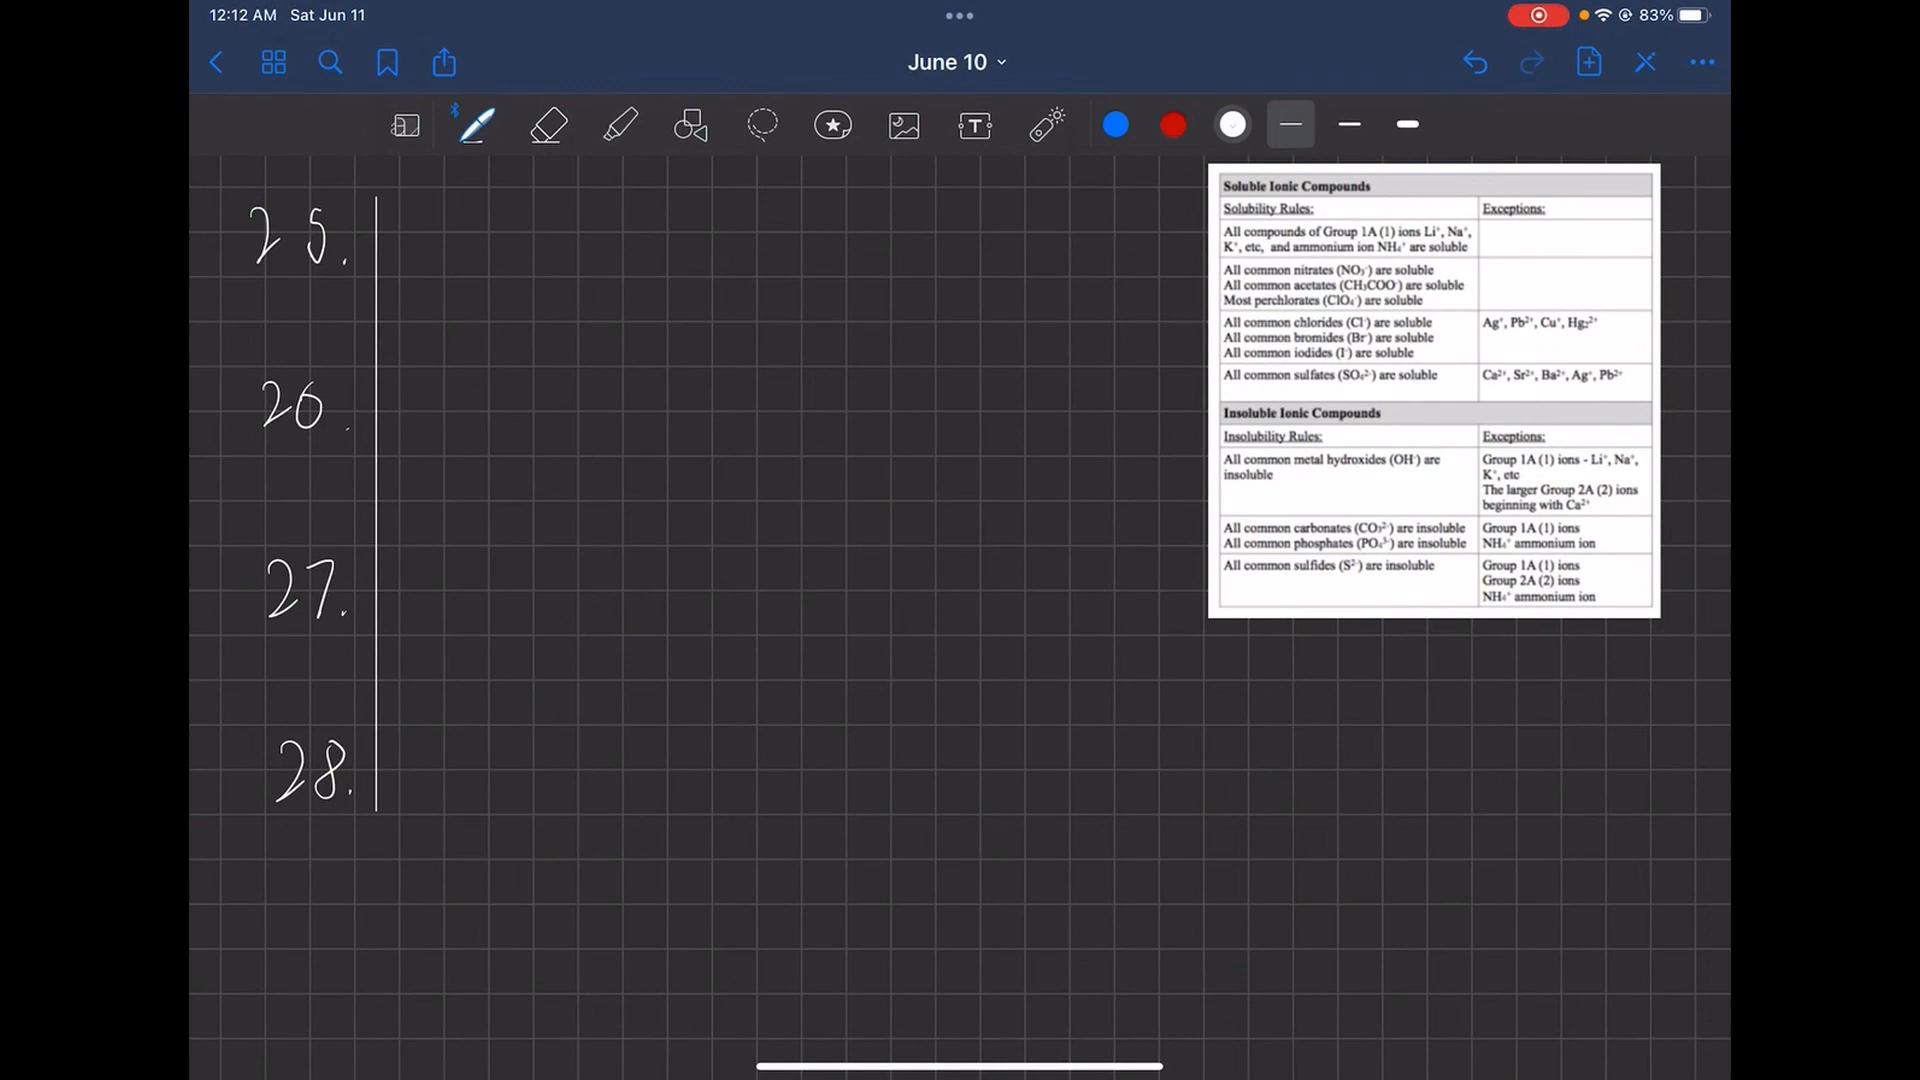 12:12 AM Sat Jun 11
83%
June 10
T
25.
26.
27.
28.
Soluble Ionic Compounds
Solubility Rules: Exceptions:
All compounds of Group 1A (1) ions Li⁺, Na⁺,
K⁺, etc, and ammonium ion NH₄⁺ are soluble
All common nitrates (NO₃⁻) are soluble
All common acetates (CH₃COO⁻) are soluble
Most perchlorates (ClO₄⁻) are soluble
All common chlorides (Cl⁻) are soluble Ag⁺, Pb²⁺, Cu⁺, Hg₂²⁺
All common bromides (Br⁻) are soluble
All common iodides (I⁻) are soluble
All common sulfates (SO₄²⁻) are soluble Ca²⁺, Sr²⁺, Ba²⁺, Ag⁺, Pb²⁺
Insoluble Ionic Compounds
Insolubility Rules: Exceptions:
All common metal hydroxides (OH⁻) are Group 1A (1) ions - Li⁺, Na⁺,
insoluble K⁺, etc
The larger Group 2A (2) ions
beginning with Ca²⁺
All common carbonates (CO₃²⁻) are insoluble Group 1A (1) ions
All common phosphates (PO₄³⁻) are insoluble NH₄⁺ ammonium ion
All common sulfides (S²⁻) are insoluble Group 1A (1) ions
Group 2A (2) ions
NH₄⁺ ammonium ion